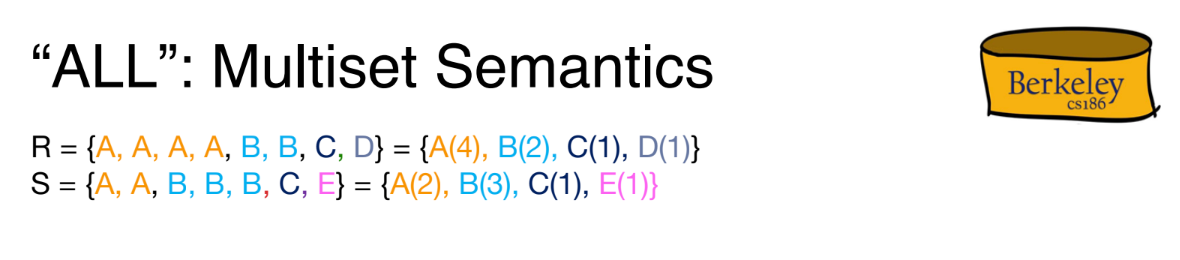 “ALL”: Multiset Semantics
Berkeley
cs186
R = {A, A, A, A, B, B, C, D} = {A(4), B(2), C(1), D(1)}
S = {A, A, B, B, B, C, E} = {A(2), B(3), C(1), E(1)}